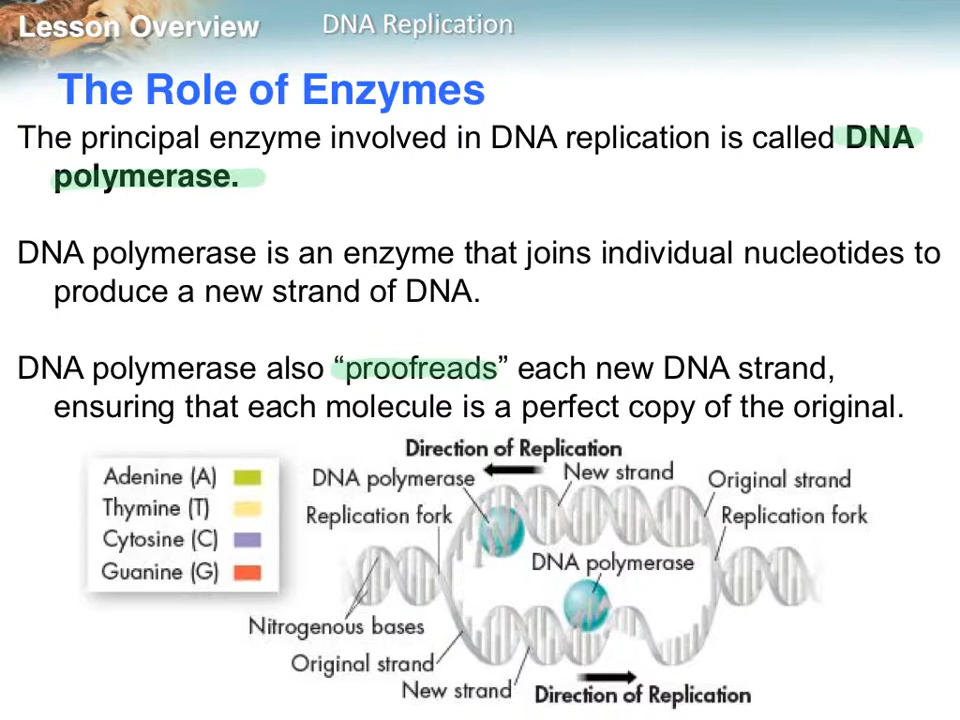 Lesson Overview
DNA Replication
The Role of Enzymes
The principal enzyme involved in DNA replication is called DNA
polymerase.
DNA polymerase is an enzyme that joins individual nucleotides to
produce a new strand of DNA.
DNA polymerase also “proofreads” each new DNA strand,
ensuring that each molecule is a perfect copy of the original.
Adenine (A)
Thymine (T)
Cytosine (C)
Guanine (G)
Direction of Replication
DNA polymerase
New strand
Original strand
Replication fork
Replication fork
DNA polymerase
Nitrogenous bases
Original strand
New strand
Direction of Replication